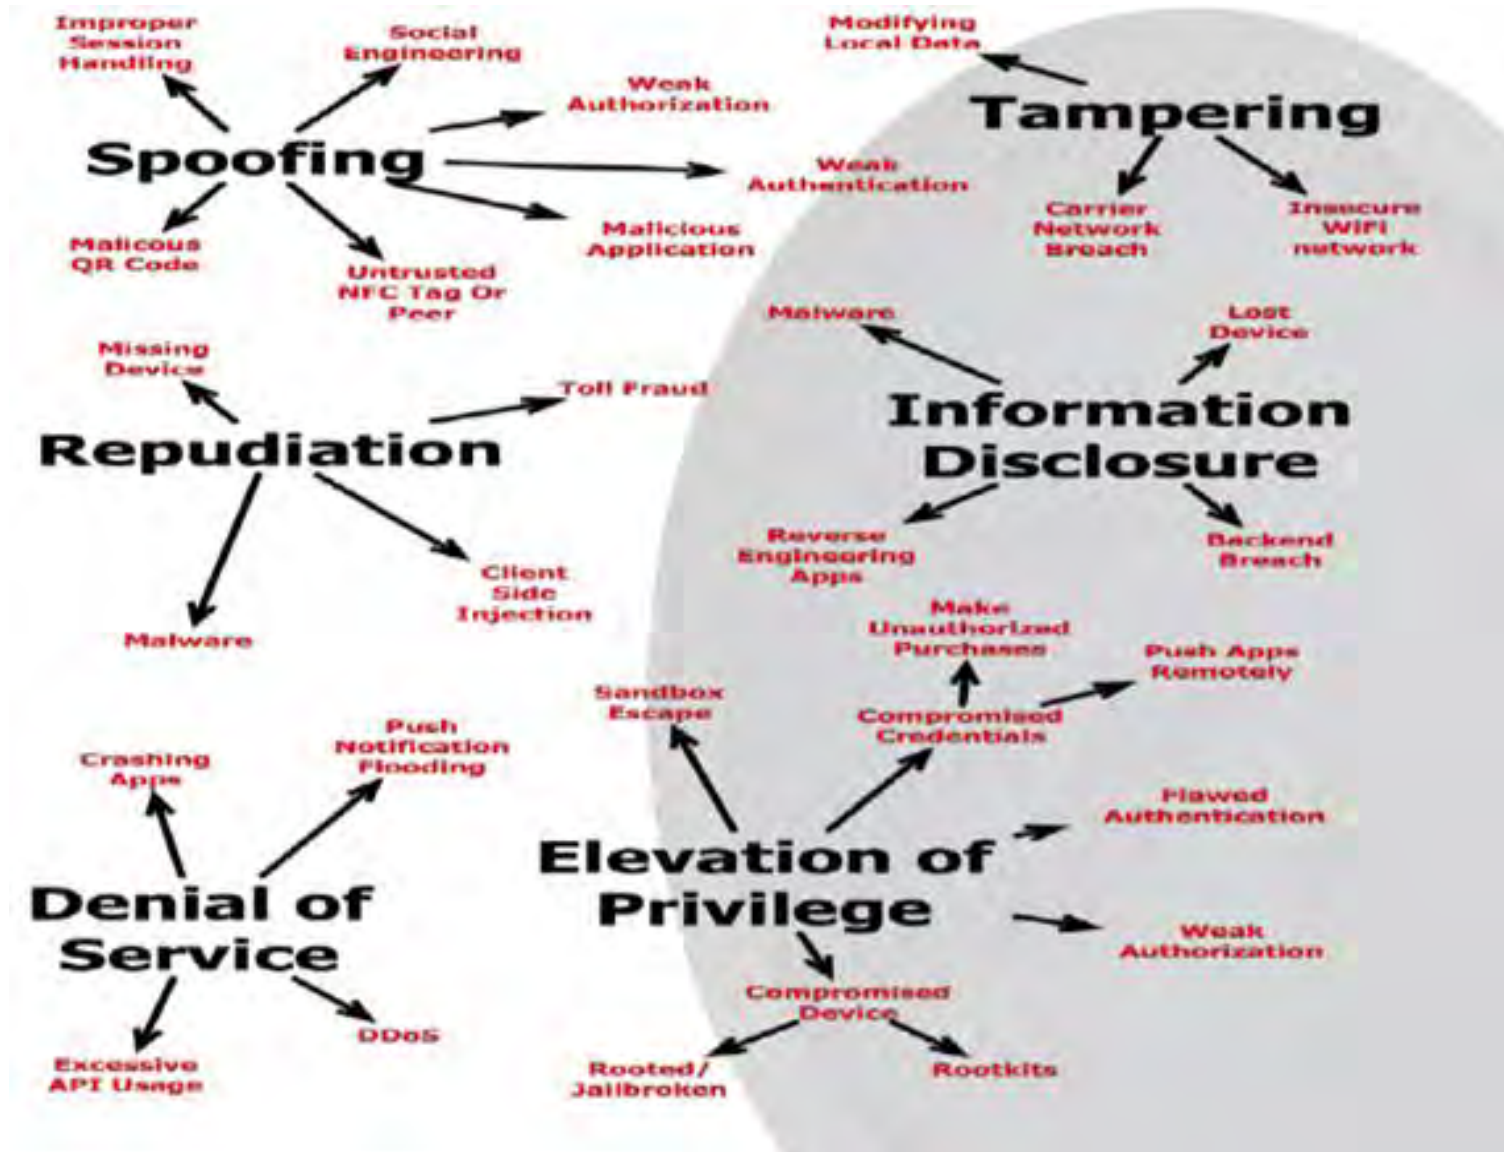 Improper
Session
Handling
Social
Engineering
Weak
Authorization
Spoofing
Weak
Authentication
Malicious
Application
Malicous
QR Code
Untrusted
NFC Tag Or
Peer
Modifying
Local Data
Tampering
Carrier
Network
Breach
Insecure
WiFi
network
Missing
Device
Toll Fraud
Repudiation
Client
Side
Injection
Malware
Malware
Lost
Device
Information
Disclosure
Reverse
Engineering
Apps
Backend
Breach
Crashing
Apps
Push
Notification
Flooding
Denial of
Service
Excessive
API Usage
DDoS
Sandbox
Escape
Make
Unauthorized
Purchases
Push Apps
Remotely
Compromised
Credentials
Flawed
Authentication
Elevation of
Privilege
Weak
Authorization
Compromised
Device
Rooted/
Jailbroken
Rootkits